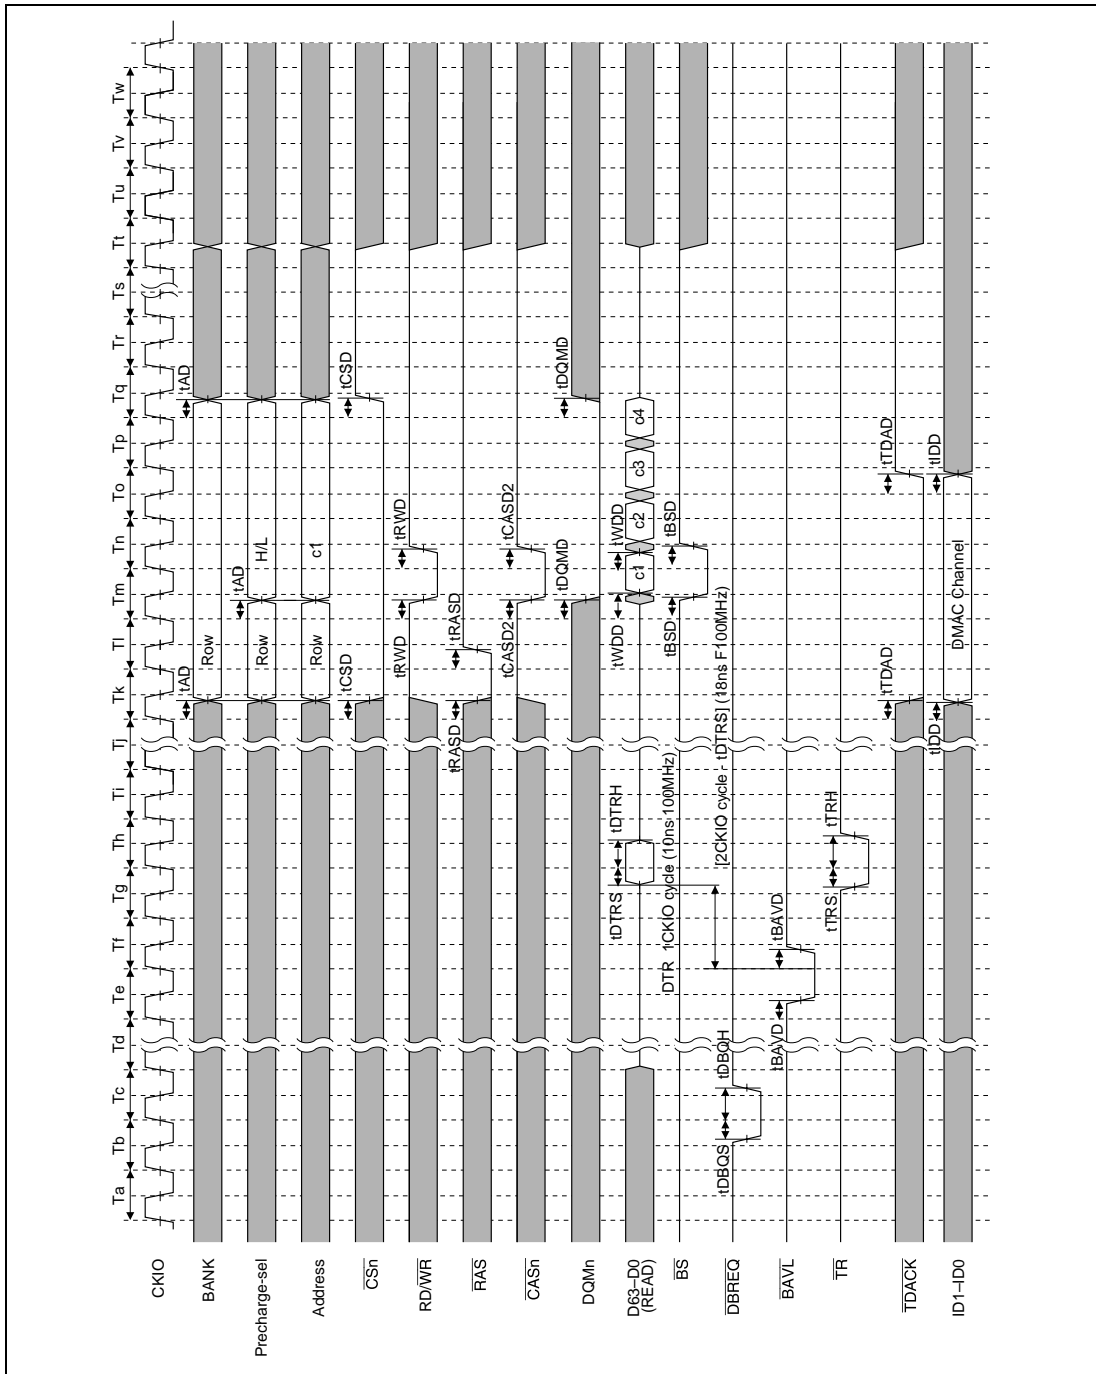 Ta Tb Tc Td Te Tf Tg Th Ti Tj Tk Tl Tm Tn To Tp Tq Tr Ts Tt Tu Tv Tw
CKIO
tAD tAD
BANK Row
tAD
Precharge-sel Row H/L
Address Row c1
tCSD tCSD
CSn
RD/WR
tRWD tRWD
RAS
tRASD tRASD
CASn
tCASD2 tCASD2
DQMn
tDQMD tDQMD
D63–D0
(READ)
tDTRS tDTRH tWDD tWDD
c1 c2 c3 c4
BS
tBSD tBSD
DTR 1CKIO cycle (10ns 100MHz)
[2CKIO cycle - tDTRS] (18ns F100MHz)
DBREQ
tDBQS tDBQH
BAVL
tBAVD tBAVD
TR
tTRS tTRH
TDACK
tTDAD tTDAD
ID1–ID0
tIDD tIDD
DMAC Channel